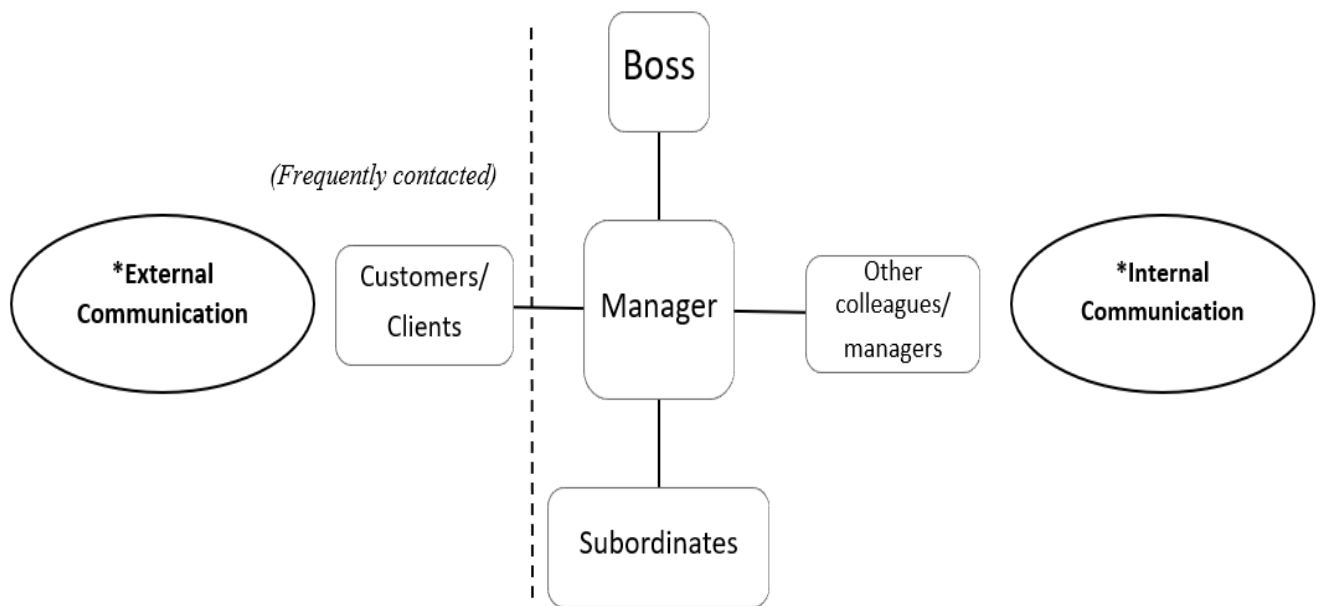 Boss
(Frequently contacted)
*External
Communication
Customers/
Clients
Manager
Other
colleagues/
managers
*Internal
Communication
Subordinates